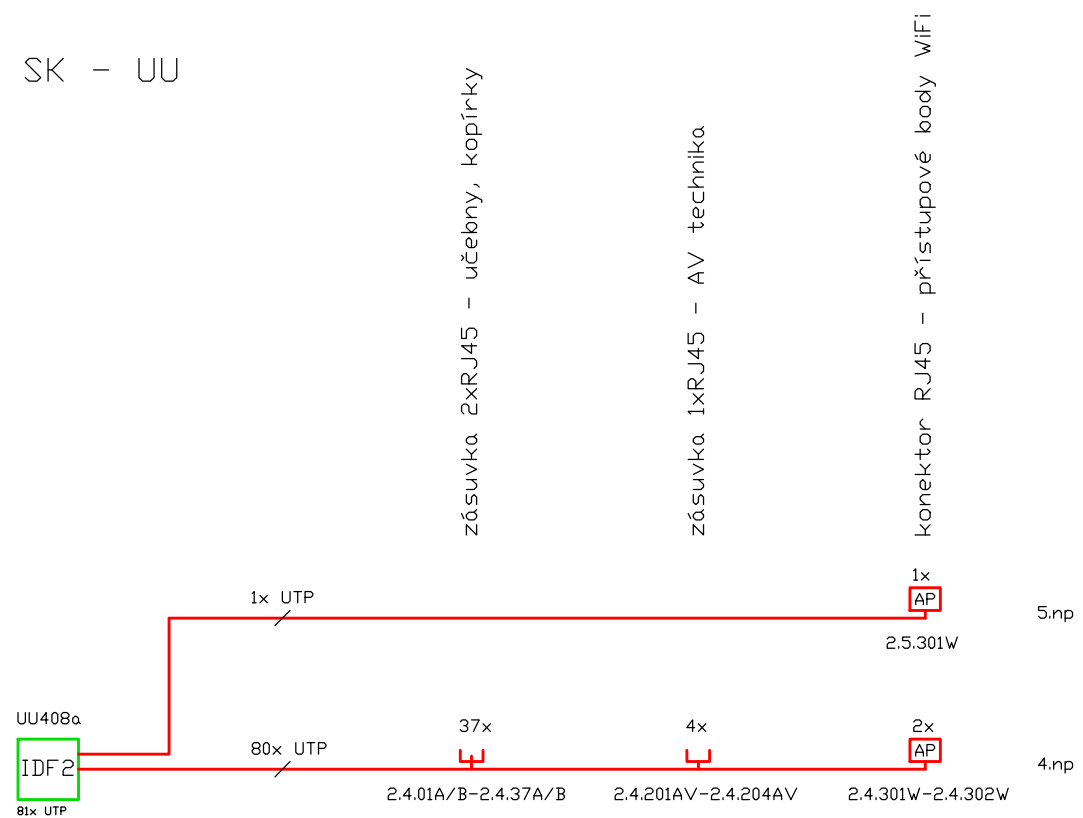 SK - UU
zásuvka 2xRJ45 - učebny, kopírky
zásuvka 1xRJ45 - AV technika
konektor RJ45 - přístupové body WiFi
1x
1x UTP
AP
5.np
2.5.301W
UU408a
37x
4x
2x
80x UTP
AP
IDF2
4.np
2.4.01A/B-2.4.37A/B
2.4.201AV-2.4.204AV
2.4.301W-2.4.302W
81x UTP